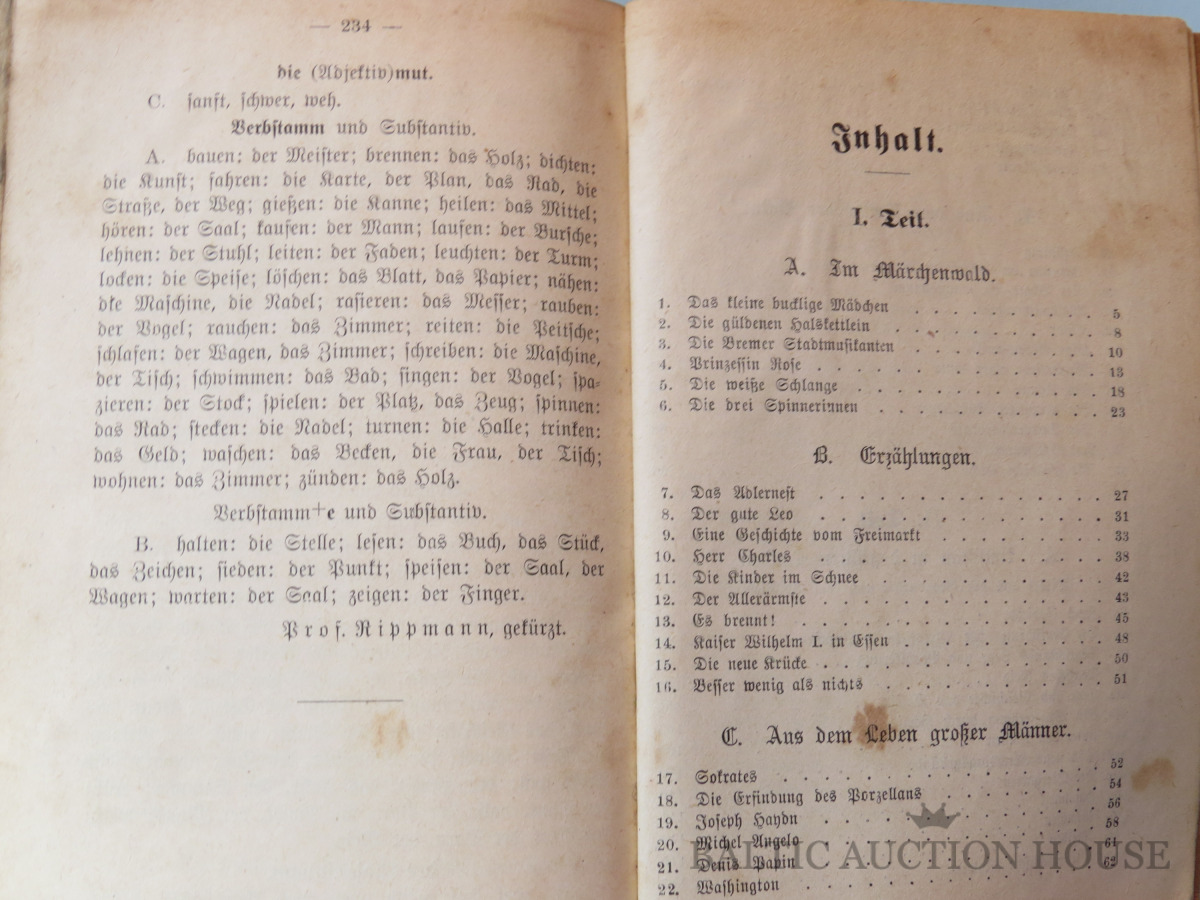 — 234 —
die (Adjektiv)mut.
C. sanft, schwer, weh.
Verbstamm und Substantiv.
A. bauen: der Meister; brennen: das Holz; dichten:
die Kunst; fahren: die Karte, der Plan, das Rad, die
Straße, der Weg; gießen: die Kanne; heilen: das Mittel;
hören: der Saal; kaufen: der Mann; laufen: der Bursche;
lehnen: der Stuhl; leiten: der Faden; leuchten: der Turm;
locken: die Speise; löschen: das Blatt, das Papier; nähen:
dte Maschine, die Nadel; rasieren: das Messer; rauben:
der Vogel; rauchen: das Zimmer; reiten: die Peitsche;
schlafen: der Wagen, das Zimmer; schreiben: die Maschine,
der Tisch; schwimmen: das Bad; singen: der Vogel; spa-
zieren: der Stock; spielen: der Platz, das Zeug; spinnen:
das Rad; stecken: die Nadel; turnen: die Halle; trinken:
das Geld; waschen: das Becken, die Frau, der Tisch;
wohnen: das Zimmer; zünden: das Holz.
Verbstamm+e und Substantiv.
B. halten: die Stelle; lesen: das Buch, das Stück,
das Zeichen; sieden: der Punkt; speisen: der Saal, der
Wagen; warten: der Saal; zeigen: der Finger.
Prof. Rippmann, gekürzt.
Inhalt.
I. Teil.
A. Im Märchenwald.
1. Das kleine bucklige Mädchen . . . . . . . . . . 5
2. Die güldenen Halskettlein . . . . . . . . . . . 8
3. Die Bremer Stadtmusikanten . . . . . . . . . . 10
4. Prinzessin Rose . . . . . . . . . . . . . . . 13
5. Die weiße Schlange . . . . . . . . . . . . . . 18
6. Die drei Spinnerinnen . . . . . . . . . . . . 23
B. Erzählungen.
7. Das Adlernest . . . . . . . . . . . . . . . 27
8. Der gute Leo . . . . . . . . . . . . . . . 31
9. Eine Geschichte vom Freimarkt . . . . . . . . . 33
10. Herr Charles . . . . . . . . . . . . . . . 38
11. Die Kinder im Schnee . . . . . . . . . . . . 42
12. Der Allerärmste . . . . . . . . . . . . . . 43
13. Es brennt! . . . . . . . . . . . . . . . . 45
14. Kaiser Wilhelm I. in Essen . . . . . . . . . . 48
15. Die neue Krücke . . . . . . . . . . . . . . 50
16. Besser wenig als nichts . . . . . . . . . . . 51
C. Aus dem Leben großer Männer.
17. Sokrates . . . . . . . . . . . . . . . . 52
18. Die Erfindung des Porzellans . . . . . . . . 54
19. Joseph Haydn . . . . . . . . . . . . . . 56
20. Michel Angelo . . . . . . . . . . . . . . 58
21. Denis Papin . . . . . . . . . . . . . . . 61
22. Washington . . . . . . . . . . . . . . . 62
BALTIC AUCTION HOUSE